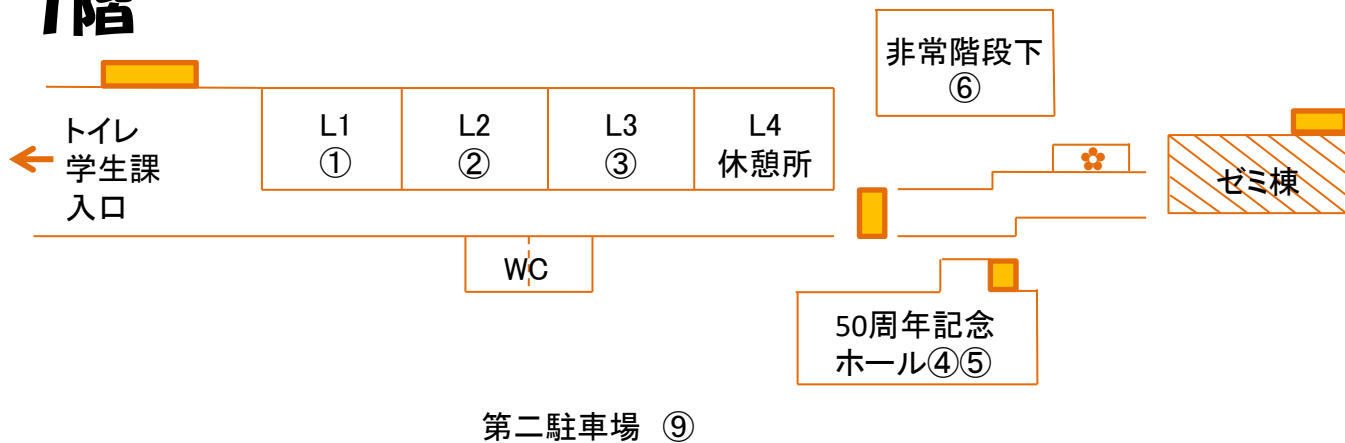 1階
非常階段下
⑥
トイレ
学生課
入口
L1
①
L2
②
L3
③
L4
休憩所
ゼミ棟
WC
50周年記念
ホール④⑤
第二駐車場 ⑨